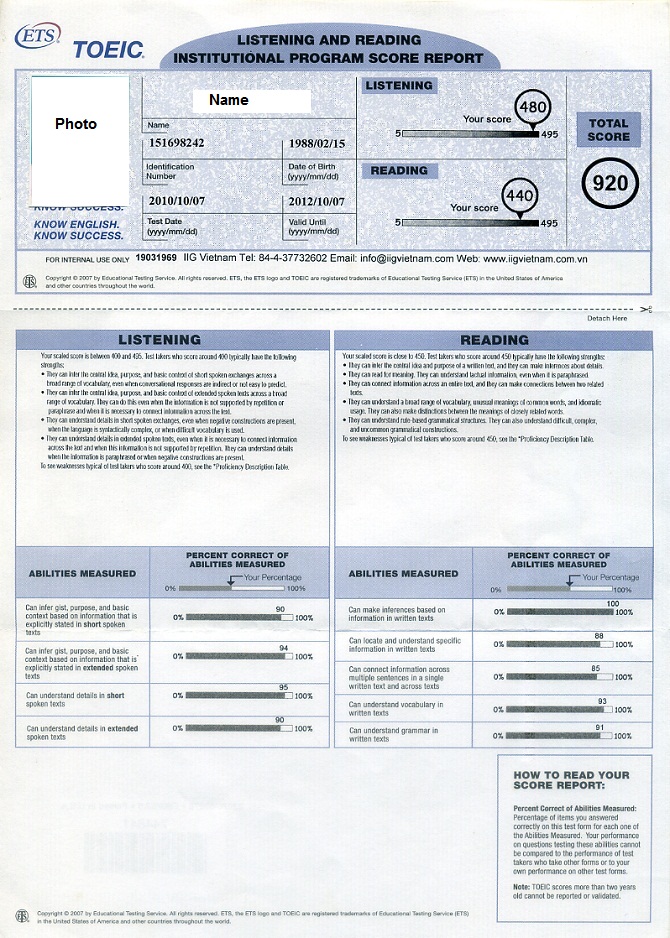 ETS TOEIC.
LISTENING AND READING
INSTITUTIONAL PROGRAM SCORE REPORT
Photo
KNOW SUCCESS.
KNOW ENGLISH.
KNOW SUCCESS.
Name
Name
151698242
Identification
Number
1988/02/15
Date of Birth
(yyyy/mm/dd)
2010/10/07
Test Date
(yyyy/mm/dd)
2012/10/07
Valid Until
(yyyy/mm/dd)
LISTENING
Your score
480
5
495
READING
Your score
440
5
495
TOTAL
SCORE
920
FOR INTERNAL USE ONLY 19031969 IIG Vietnam Tel: 84-4-37732602 Email: info@iigvietnam.com Web: www.iigvietnam.com.vn
ETS
Copyright © 2007 by Educational Testing Service. All rights reserved. ETS, the ETS logo and TOEIC are registered trademarks of Educational Testing Service (ETS) in the United States of America
and other countries throughout the world.
Detach Here
LISTENING
Your scaled score is between 400 and 495. Test takers who score around 400 typically have the following
strengths:
• They can infer the central idea, purpose, and basic context of short spoken exchanges across a
broad range of vocabulary, even when conversational responses are indirect or not easy to predict.
• They can infer the central idea, purpose, and basic context of extended spoken texts across a broad
range of vocabulary. They can do this even when the information is not supported by repetition or
paraphrase and when it is necessary to connect information across the text.
• They can understand details in short spoken exchanges, even when negative constructions are present,
when the language is syntactically complex, or when difficult vocabulary is used.
• They can understand details in extended spoken texts, even when it is necessary to connect information
across the text and when this information is not supported by repetition. They can understand details
when the information is paraphrased or when negative constructions are present.
To see weaknesses typical of test takers who score around 400, see the *Proficiency Description Table.
READING
Your scaled score is close to 450. Test takers who score around 450 typically have the following strengths:
• They can infer the central idea and purpose of a written text, and they can make inferences about details.
• They can read for meaning. They can understand factual information, even when it is paraphrased.
• They can connect information across an entire text, and they can make connections between two related
texts.
• They can understand a broad range of vocabulary, unusual meanings of common words, and idiomatic
usage. They can also make distinctions between the meanings of closely related words.
• They can understand rule-based grammatical structures. They can also understand difficult, complex,
and uncommon grammatical constructions.
To see weaknesses typical of test takers who score around 450, see the *Proficiency Description Table.
ABILITIES MEASURED
PERCENT CORRECT OF
ABILITIES MEASURED
Your Percentage
0% 100%
Can infer gist, purpose, and basic
context based on information that is
explicitly stated in short spoken
texts
90
0% 100%
Can infer gist, purpose, and basic
context based on information that is
explicitly stated in extended spoken
texts
94
0% 100%
Can understand details in short
spoken texts
95
0% 100%
Can understand details in extended
spoken texts
90
0% 100%
ABILITIES MEASURED
PERCENT CORRECT OF
ABILITIES MEASURED
Your Percentage
0% 100%
Can make inferences based on
information in written texts
100
0% 100%
Can locate and understand specific
information in written texts
88
0% 100%
Can connect information across
multiple sentences in a single
written text and across texts
85
0% 100%
Can understand vocabulary in
written texts
93
0% 100%
Can understand grammar in
written texts
91
0% 100%
HOW TO READ YOUR
SCORE REPORT:
Percent Correct of Abilities Measured:
Percentage of items you answered
correctly on this test form for each one of
the Abilities Measured. Your performance
on questions testing these abilities cannot
be compared to the performance of test
takers who take other forms or to your
own performance on other test forms.
Note: TOEIC scores more than two years
old cannot be reported or validated.
ETS
Copyright © 2007 by Educational Testing Service. All rights reserved. ETS, the ETS logo and TOEIC are registered trademarks of Educational Testing Service (ETS)
in the United States of America and other countries throughout the world.